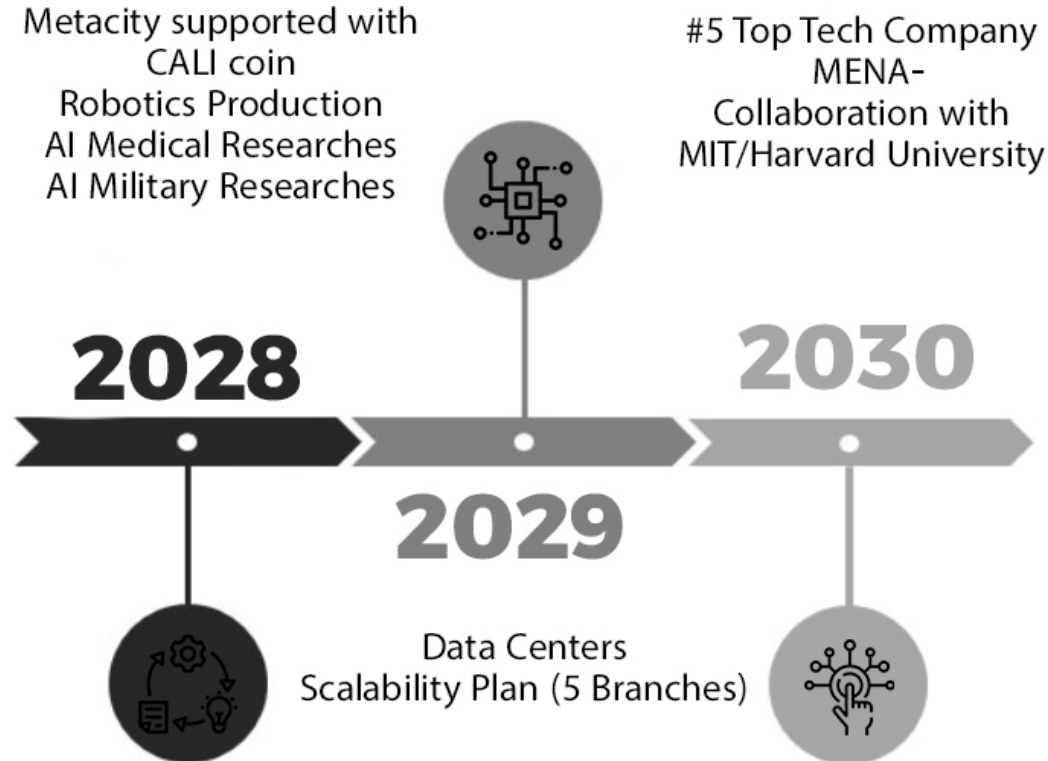 Metacity supported with
CALI coin
Robotics Production
AI Medical Researches
AI Military Researches
2028
2029
Data Centers
Scalability Plan (5 Branches)
#5 Top Tech Company
MENA-
Collaboration with
MIT/Harvard University
2030